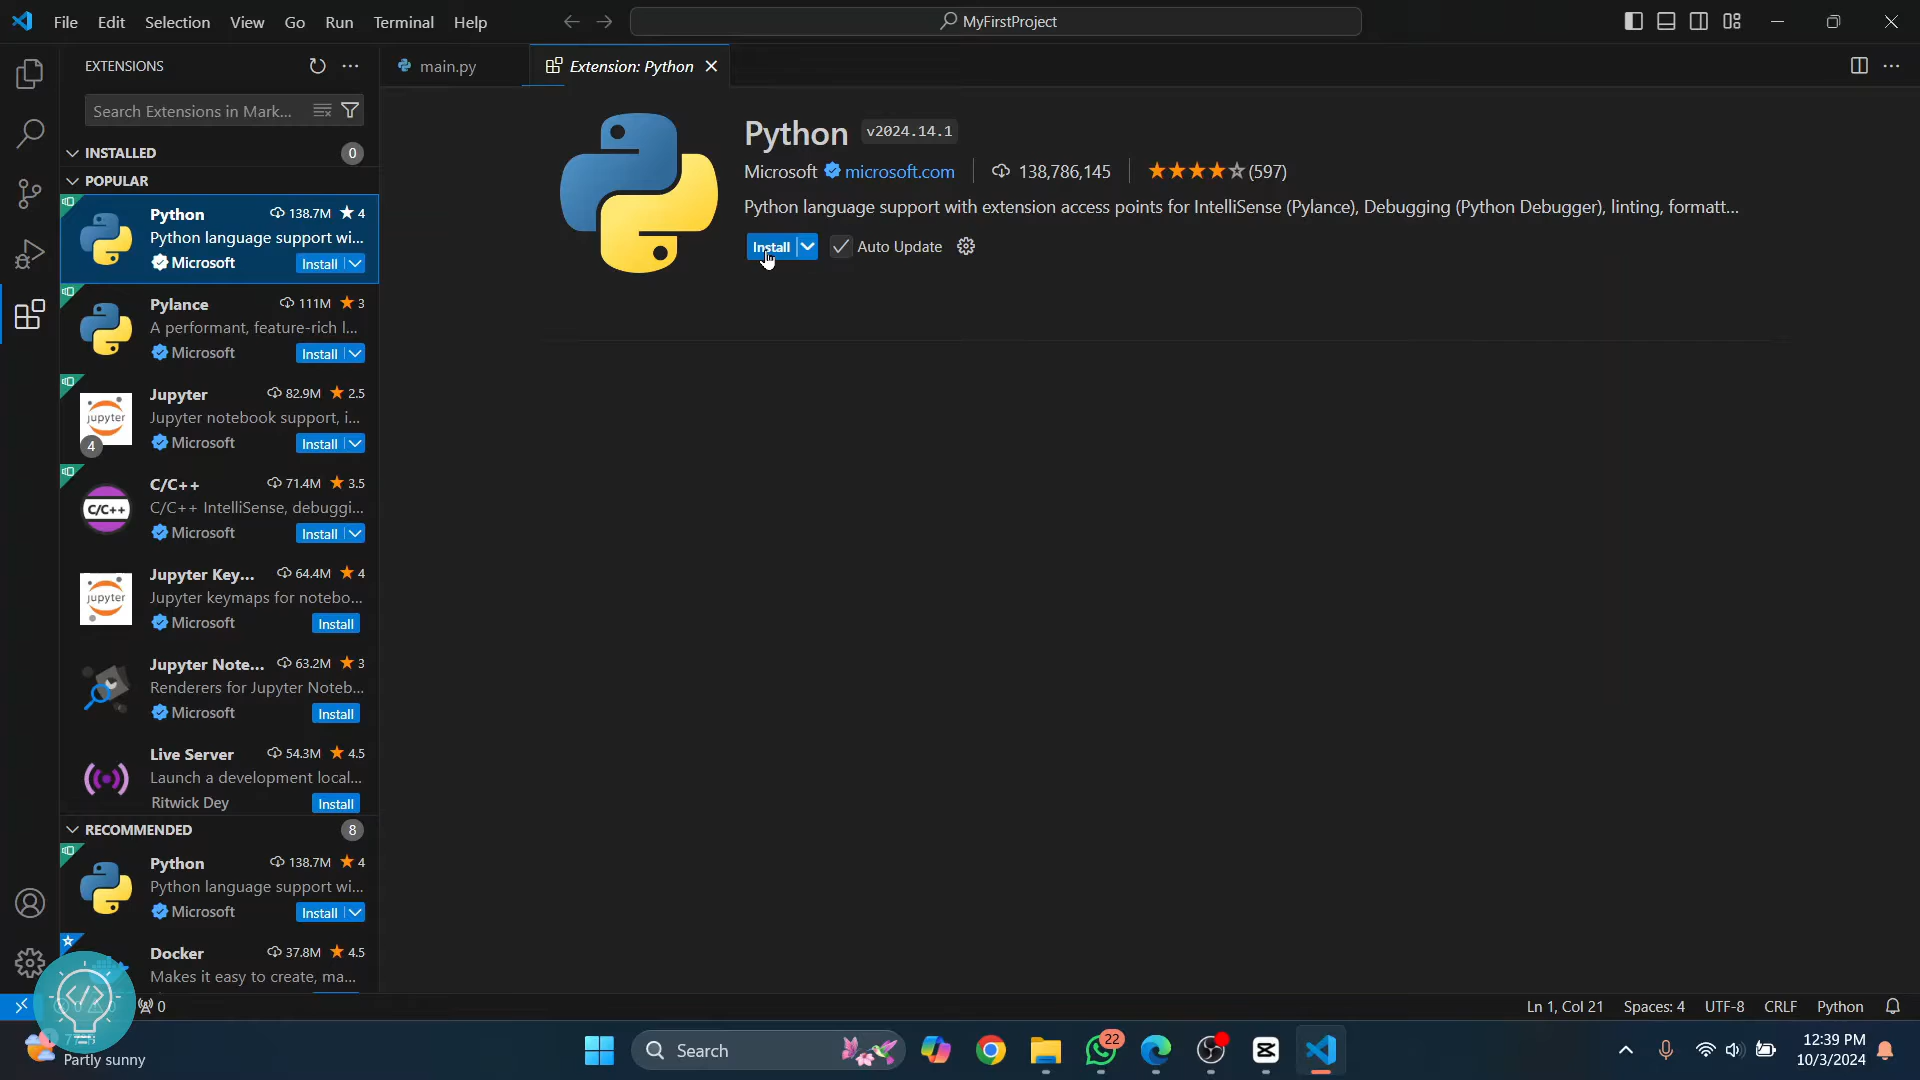 File Edit Selection View Go Run Terminal Help
MyFirstProject
EXTENSIONS
main.py
Extension: Python
Search Extensions in Mark...
INSTALLED
0
POPULAR
Python 138.7M 4
Python language support wi...
Microsoft Install
Pylance 111M 3
A performant, feature-rich l...
Microsoft Install
Jupyter 82.9M 2.5
Jupyter notebook support, i...
Microsoft Install
jupyter
4
C/C++ 71.4M 3.5
C/C++ IntelliSense, debuggi...
Microsoft Install
C/C++
Jupyter Key... 64.4M 4
Jupyter keymaps for notebo...
Microsoft Install
jupyter
Jupyter Note... 63.2M 3
Renderers for Jupyter Noteb...
Microsoft Install
Live Server 54.3M 4.5
Launch a development local...
Ritwick Dey Install
RECOMMENDED
8
Python 138.7M 4
Python language support wi...
Microsoft Install
Docker 37.8M 4.5
Makes it easy to create, ma...
Python v2024.14.1
Microsoft microsoft.com 138,786,145 (597)
Python language support with extension access points for IntelliSense (Pylance), Debugging (Python Debugger), linting, formatt...
Install Auto Update
0
Ln 1, Col 21 Spaces: 4 UTF-8 CRLF Python
Partly sunny
Search
22
12:39 PM
10/3/2024